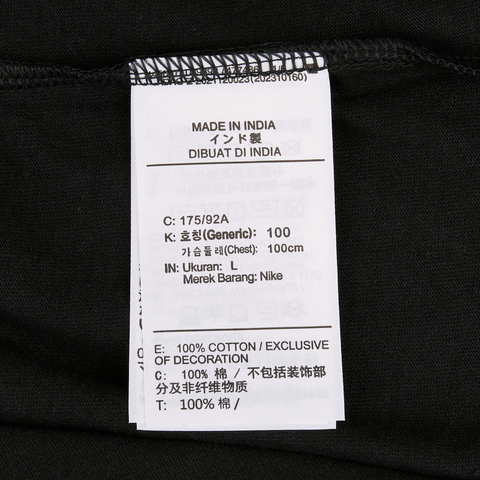 MADE IN INDIA
インド製
DIBUAT DI INDIA
C: 175/92A
K: 호칭(Generic): 100
가슴둘레(Chest): 100cm
IN: Ukuran: L
Merek Barang: Nike
E: 100% COTTON / EXCLUSIVE
OF DECORATION
C: 100% 棉 / 不包括装饰部
分及非纤维物质
T: 100% 棉 /